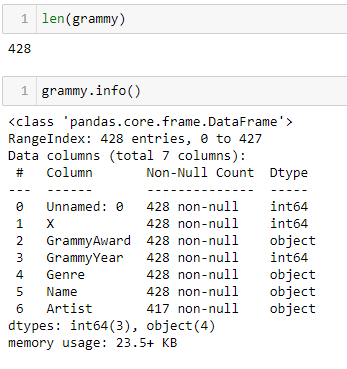 1 len(grammy)
428
1 grammy.info()
<class 'pandas.core.frame.DataFrame'>
RangeIndex: 428 entries, 0 to 427
Data columns (total 7 columns):
 #   Column       Non-Null Count  Dtype
---  ------       --------------  -----
 0   Unnamed: 0   428 non-null    int64
 1   X            428 non-null    int64
 2   GrammyAward  428 non-null    object
 3   GrammyYear   428 non-null    int64
 4   Genre        428 non-null    object
 5   Name         428 non-null    object
 6   Artist       417 non-null    object
dtypes: int64(3), object(4)
memory usage: 23.5+ KB